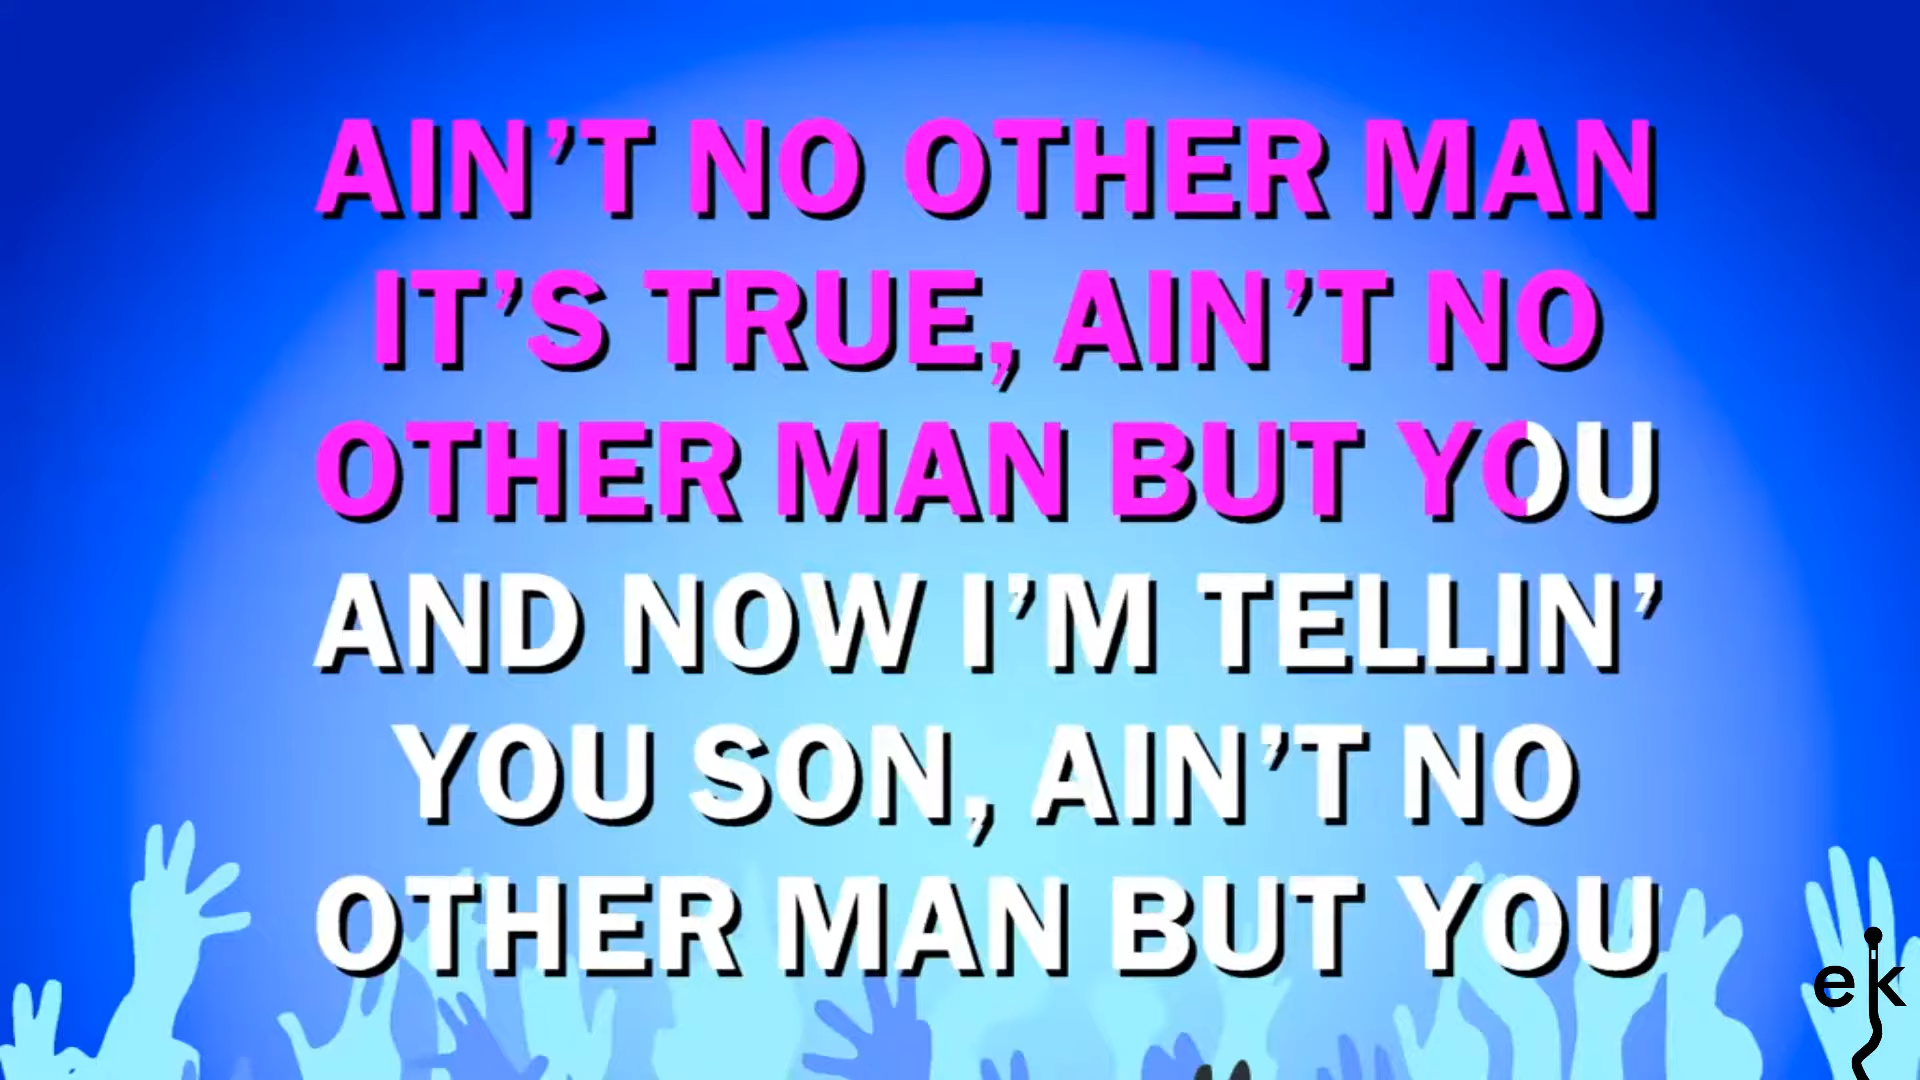 AIN’T NO OTHER MAN
IT’S TRUE, AIN’T NO
OTHER MAN BUT YOU
AND NOW I’M TELLIN’
YOU SON, AIN’T NO
OTHER MAN BUT YOU
ek